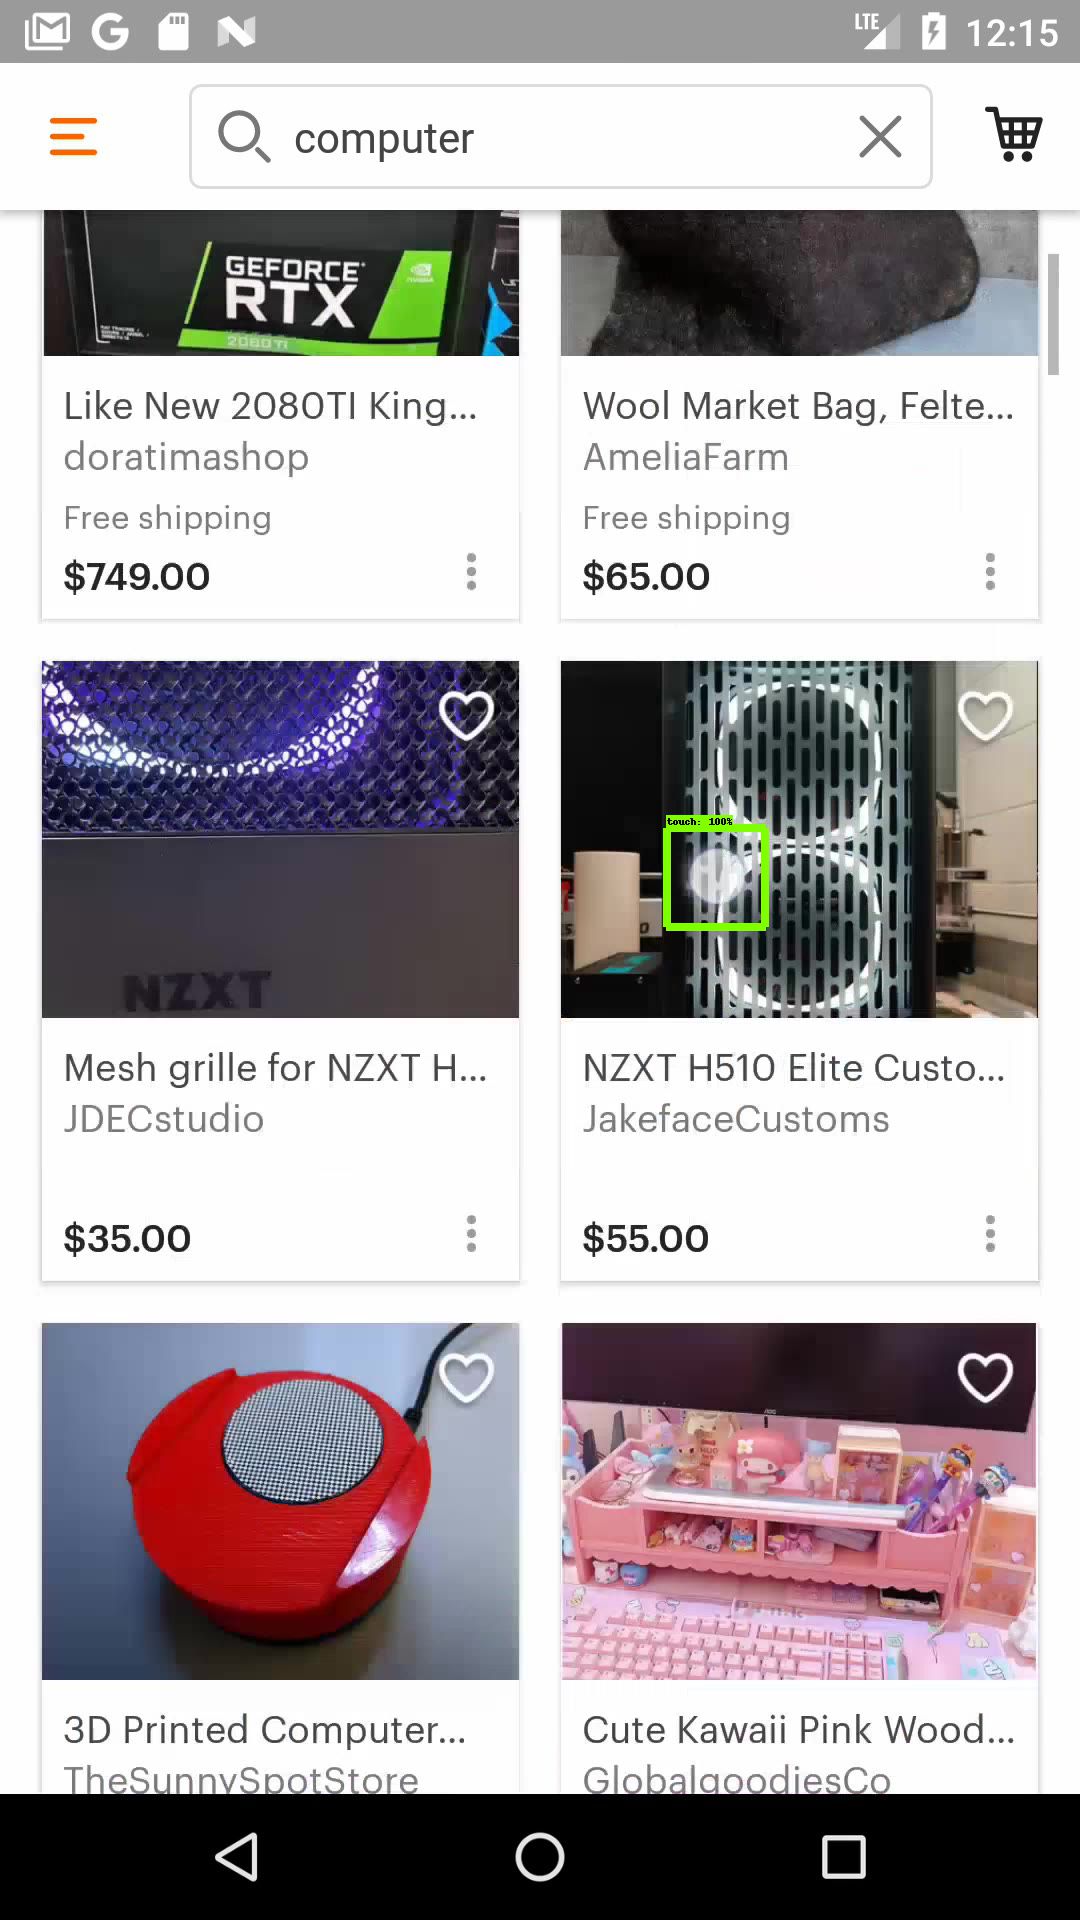 LTE 12:15
computer
GEFORCE
RTX
2080 TI
Like New 2080TI King...
doratimashop
Free shipping
$749.00
Wool Market Bag, Felte...
AmeliaFarm
Free shipping
$65.00
touch: 100%
NZXT
Mesh grille for NZXT H...
JDECstudio
$35.00
NZXT H510 Elite Custo...
JakefaceCustoms
$55.00
3D Printed Computer...
TheSunnySpotStore
Cute Kawaii Pink Wood...
GlobalgoodiesCo